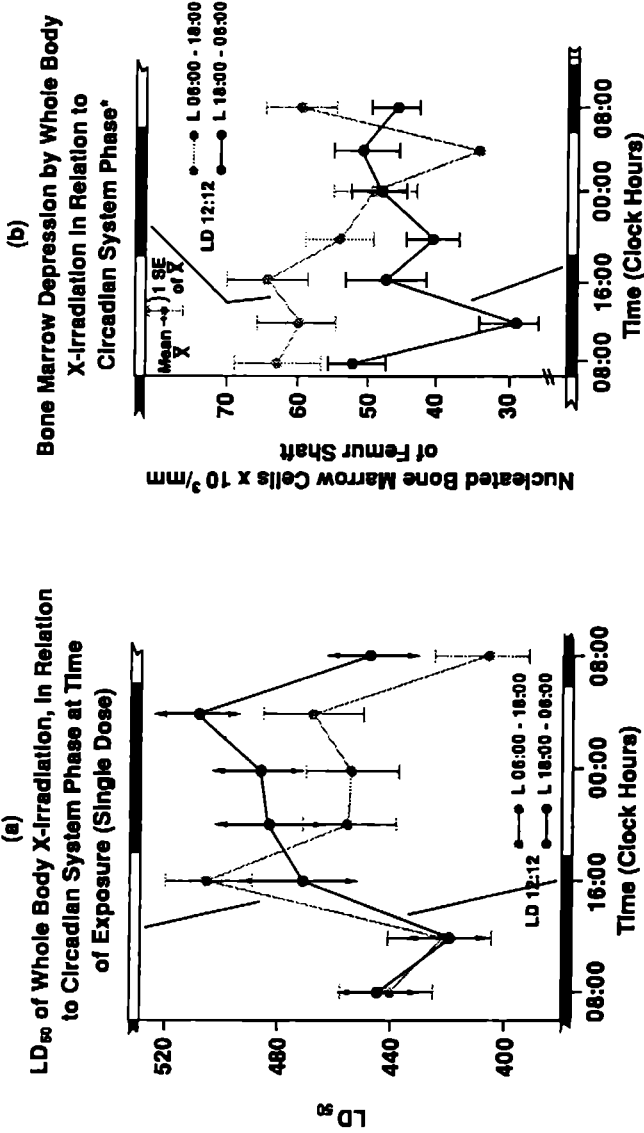 (a)
LD50 of Whole Body X-Irradiation, In Relation
to Circadian System Phase at Time
of Exposure (Single Dose)
LD50
520
480
440
400
L 06:00 - 18:00
LD 12:12
L 18:00 - 06:00
08:00
16:00
00:00
08:00
Time (Clock Hours)
(b)
Bone Marrow Depression by Whole Body
X-Irradiation In Relation to
Circadian System Phase*
Mean
X̄
1 SE
of X̄
L 06:00 - 18:00
LD 12:12
L 18:00 - 06:00
Nucleated Bone Marrow Cells x 10³/mm
of Femur Shaft
70
60
50
40
30
08:00
16:00
00:00
08:00
Time (Clock Hours)